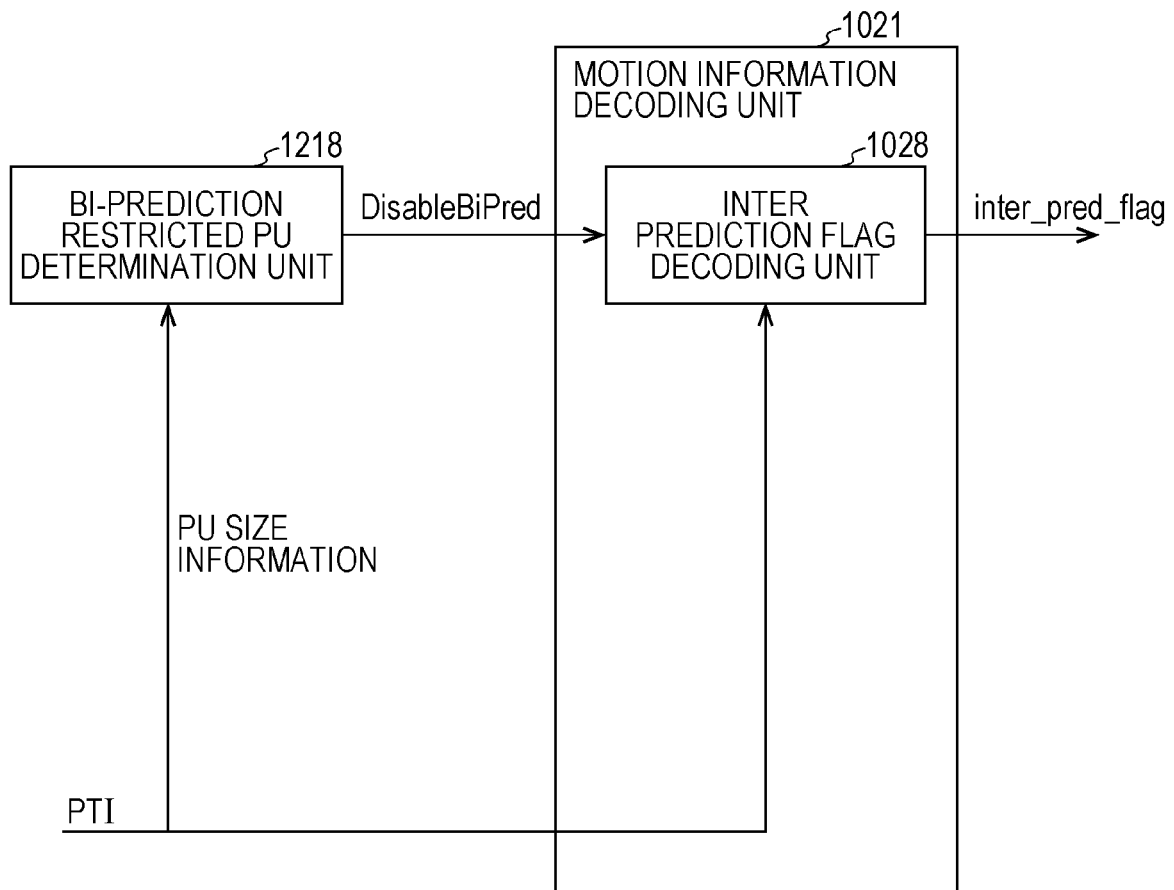 1021
MOTION INFORMATION
DECODING UNIT
1218
1028
BI-PREDICTION
RESTRICTED PU
DETERMINATION UNIT
DisableBiPred
INTER
PREDICTION FLAG
DECODING UNIT
inter_pred_flag
PU SIZE
INFORMATION
PTI